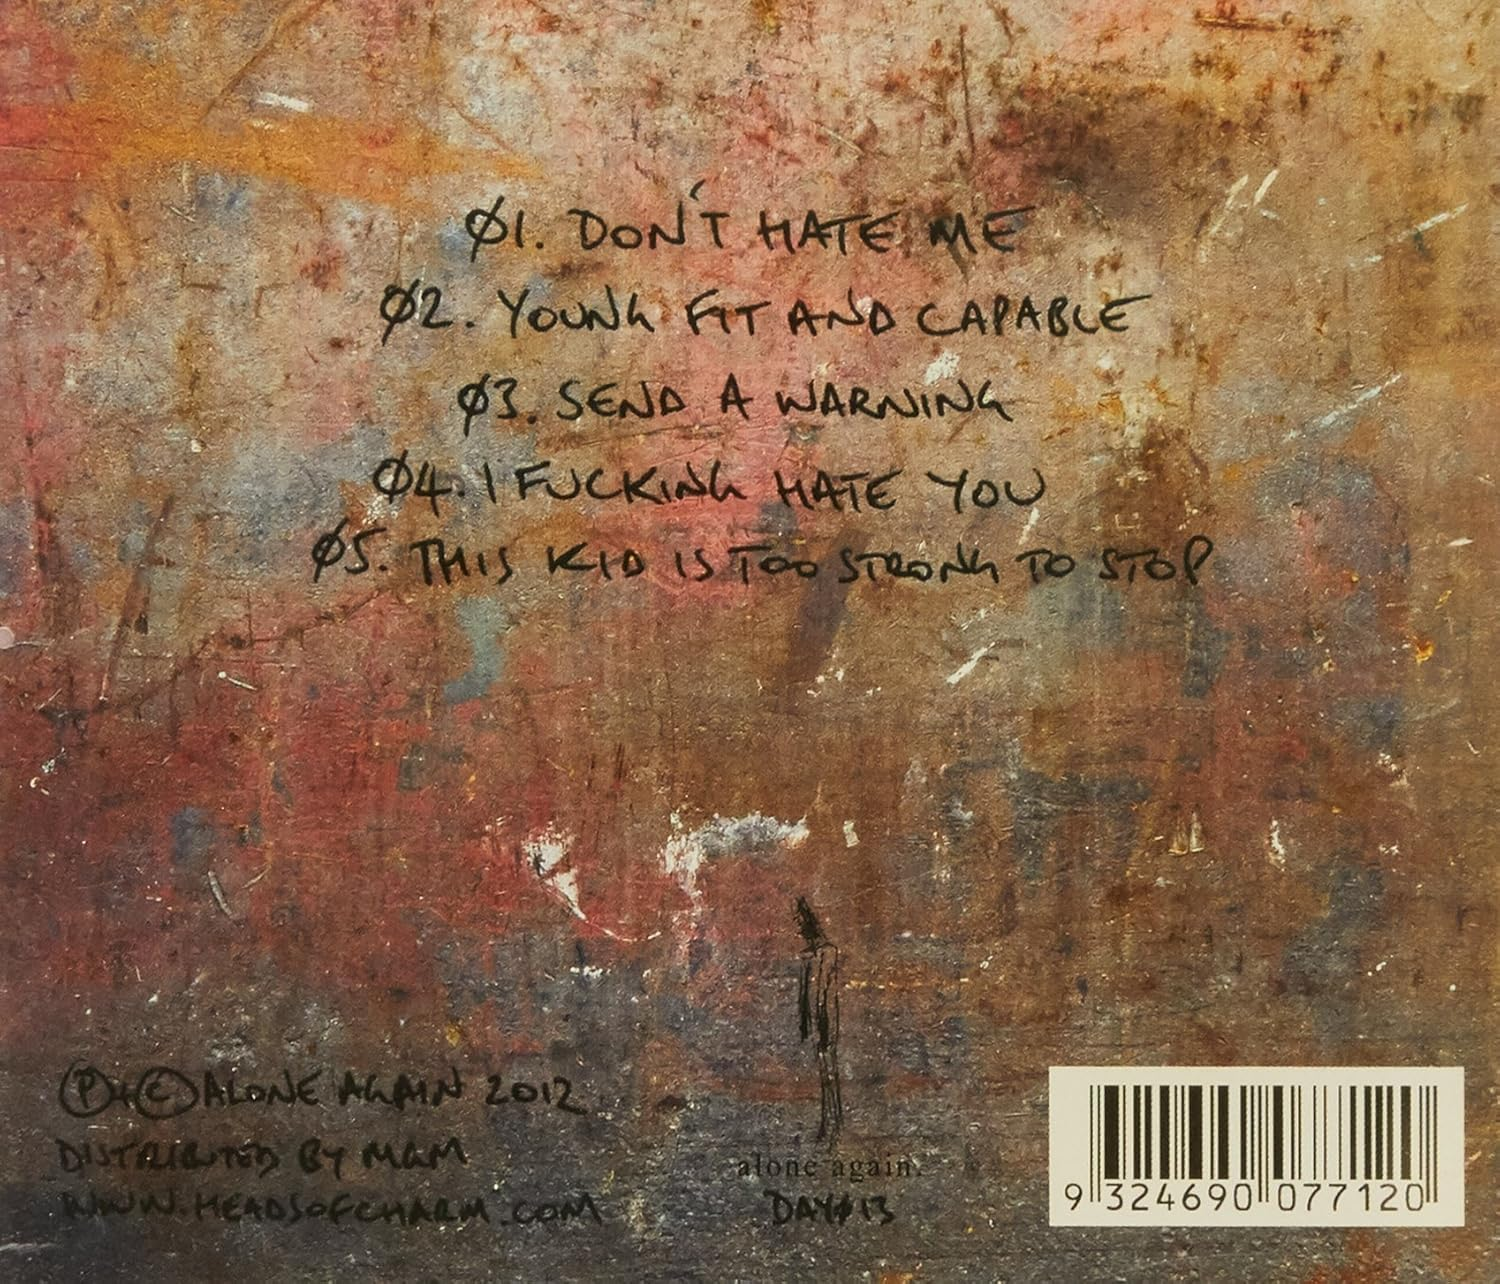 Ø1. DON'T HATE ME
Ø2. YOUNG FIT AND CAPABLE
Ø3. SEND A WARNING
Ø4. I FUCKING HATE YOU
Ø5. THIS KID IS TOO STRONG TO STOP
Ⓟ+© ALONE AGAIN 2012
DISTRIBUTED BY MGM
WWW.HEADSOFCHARM.COM
alone again.
DAYØ13
9 324690 077120